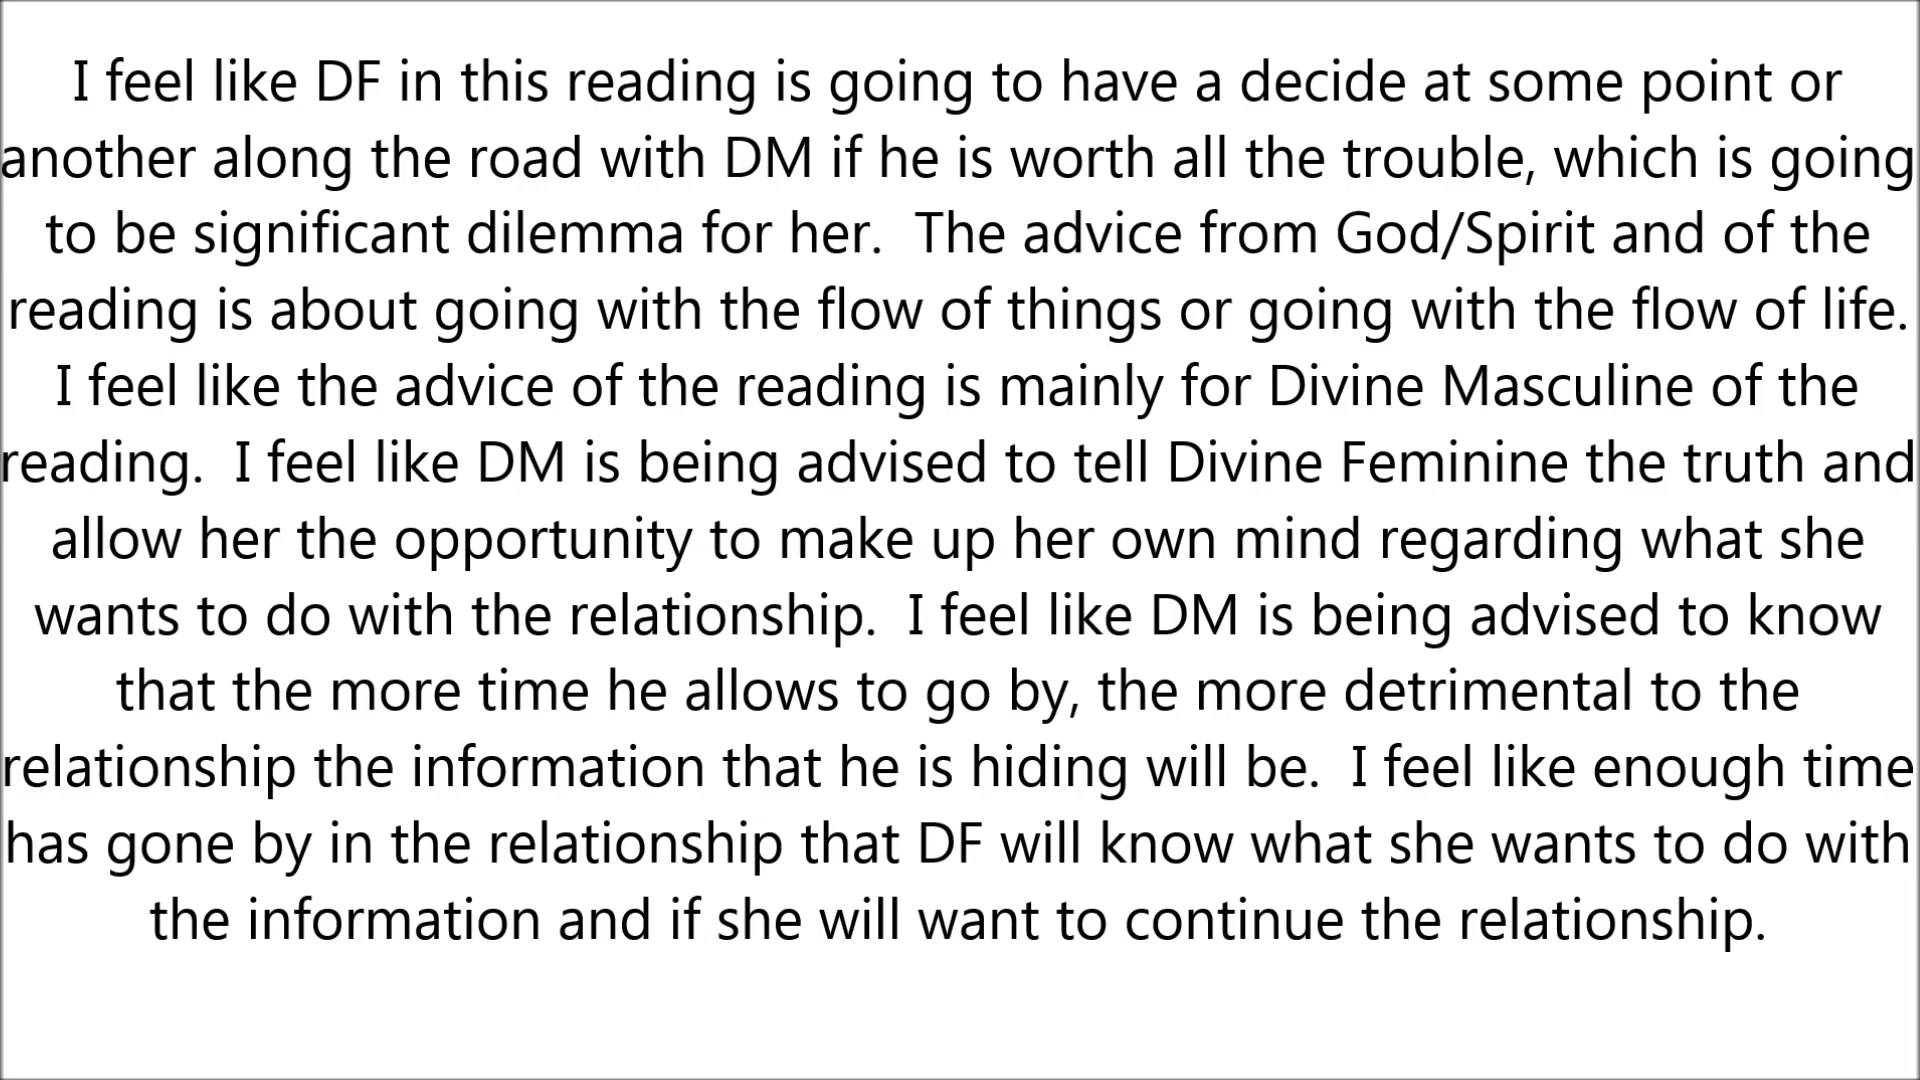 I feel like DF in this reading is going to have a decide at some point or
another along the road with DM if he is worth all the trouble, which is going
to be significant dilemma for her.  The advice from God/Spirit and of the
reading is about going with the flow of things or going with the flow of life.
I feel like the advice of the reading is mainly for Divine Masculine of the
reading.  I feel like DM is being advised to tell Divine Feminine the truth and
allow her the opportunity to make up her own mind regarding what she
wants to do with the relationship.  I feel like DM is being advised to know
that the more time he allows to go by, the more detrimental to the
relationship the information that he is hiding will be.  I feel like enough time
has gone by in the relationship that DF will know what she wants to do with
the information and if she will want to continue the relationship.